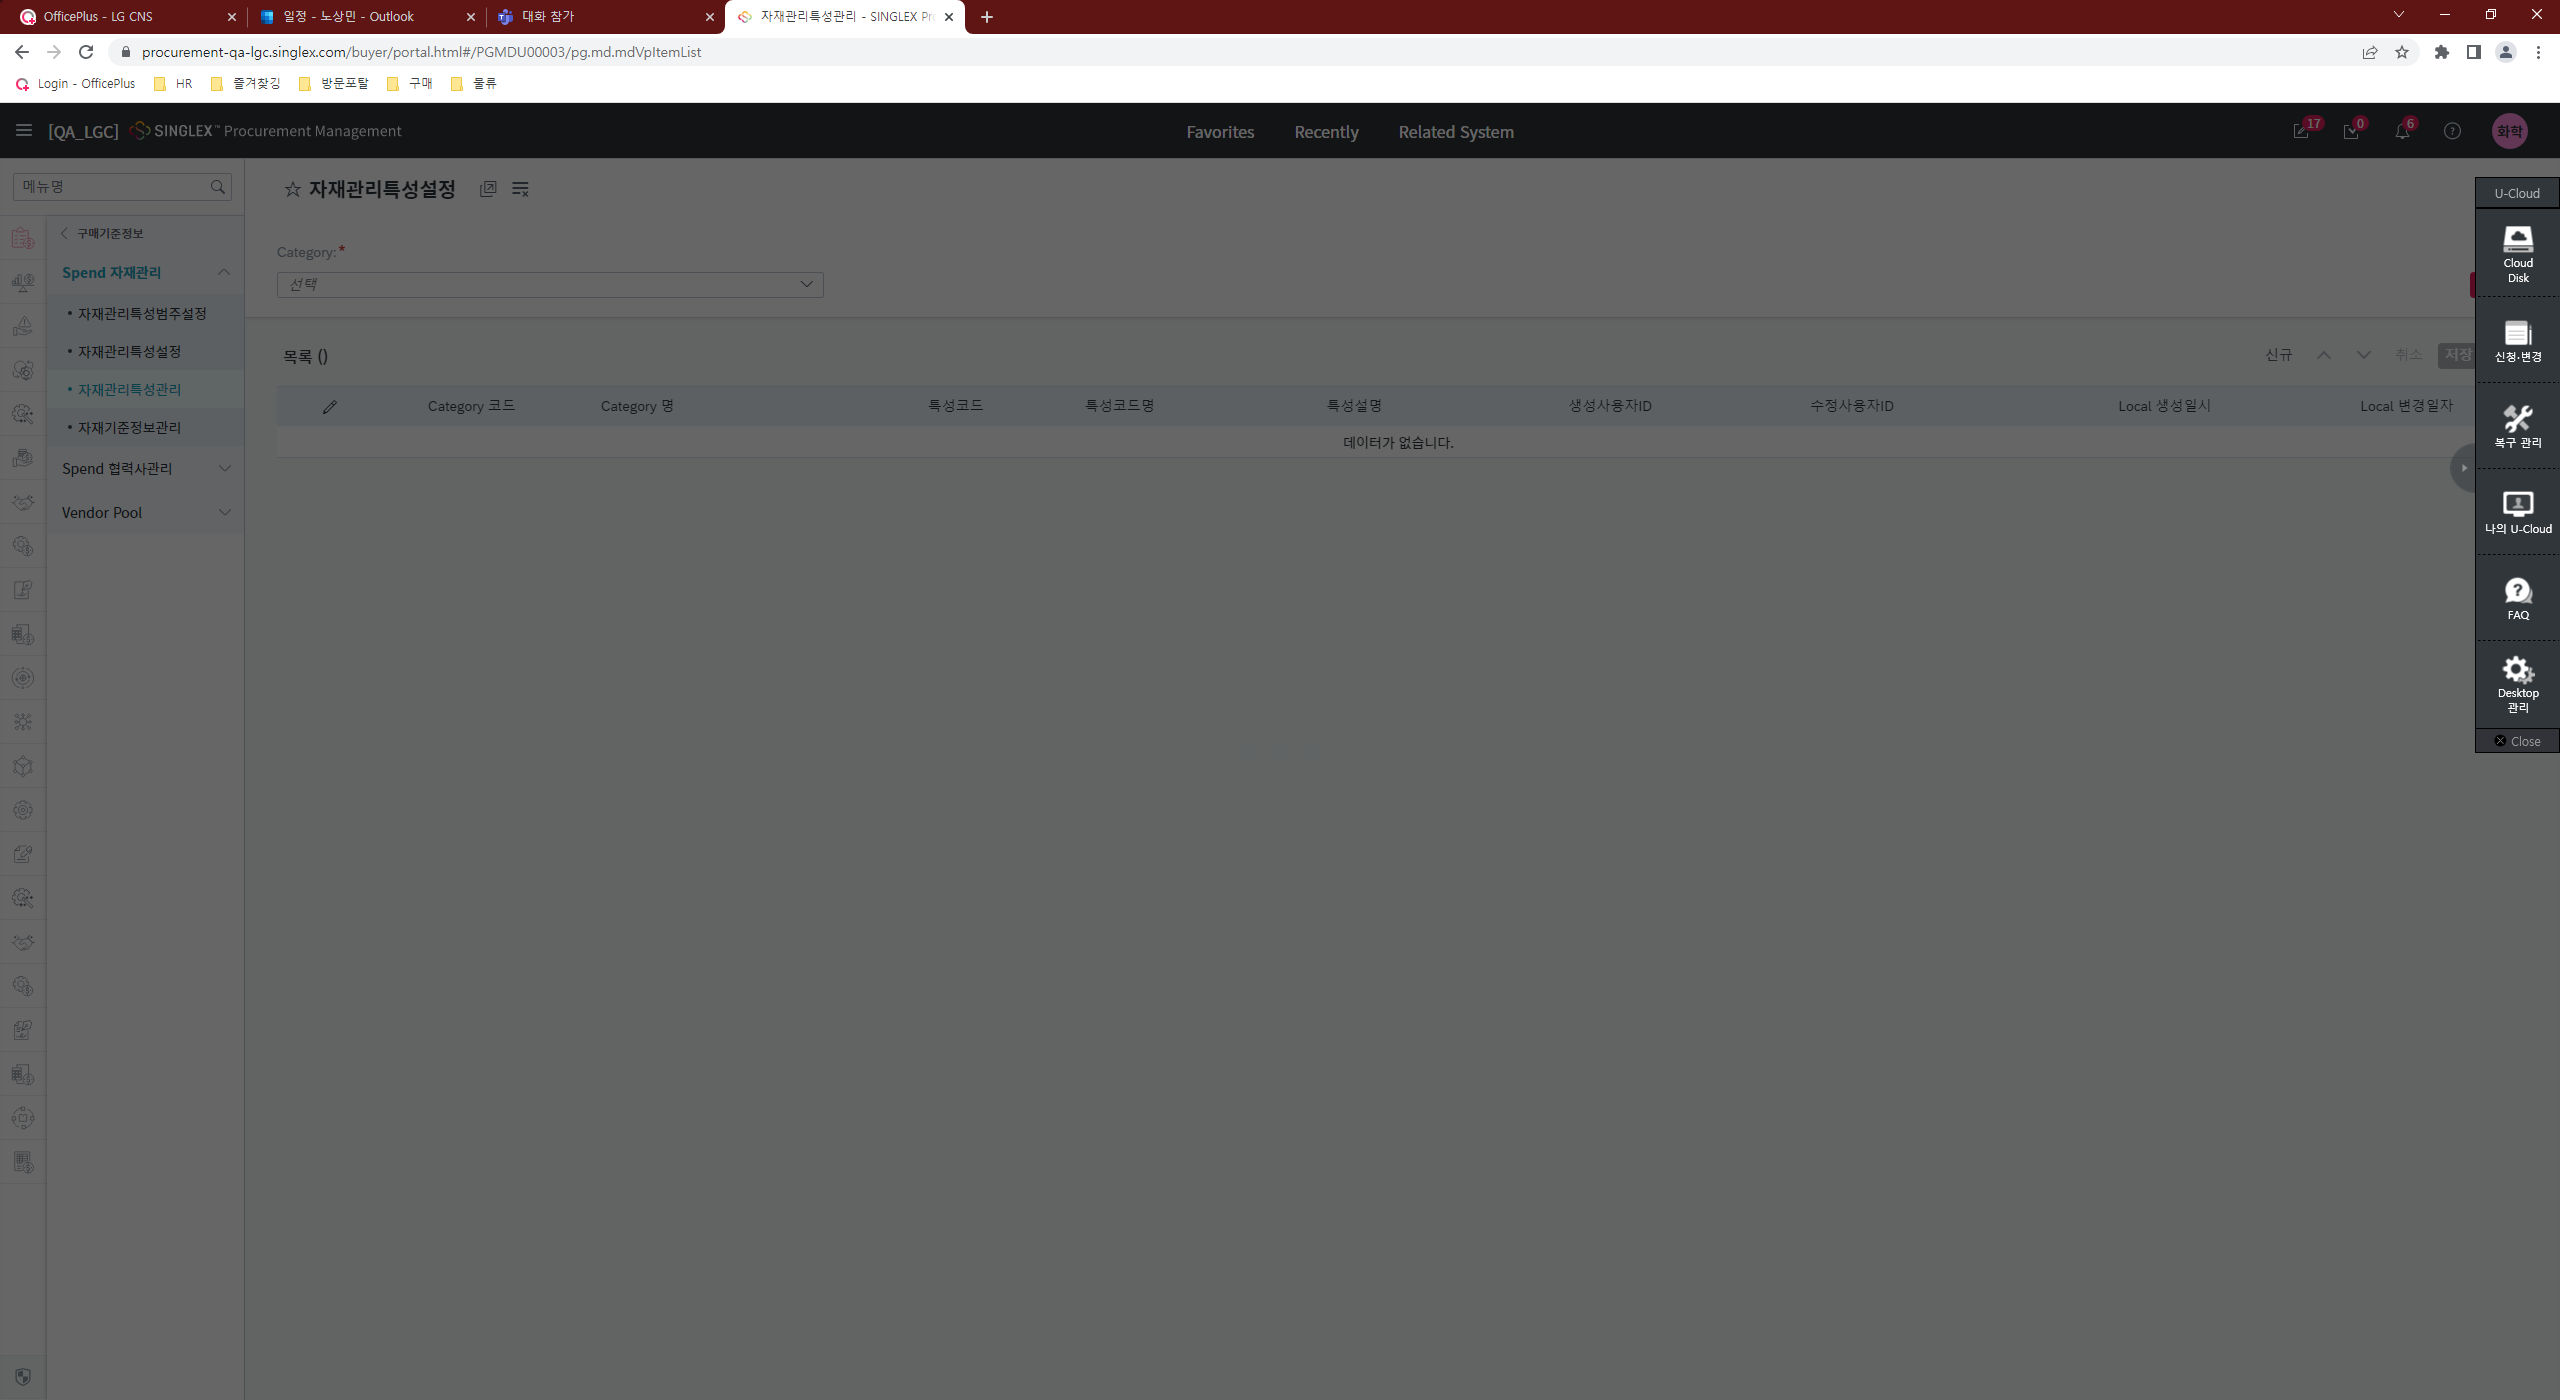 OfficePlus - LG CNS
일정 - 노상민 - Outlook
대화 참가
자재관리특성관리 - SINGLEX Pro
procurement-qa-lgc.singlex.com/buyer/portal.html#/PGMDU00003/pg.md.mdVpItemList
Login - OfficePlus
HR
즐겨찾깅
방문포탈
구매
물류
[QA_LGC] SINGLEX™ Procurement Management
Favorites
Recently
Related System
17
0
6
화학
메뉴명
구매기준정보
Spend 자재관리
• 자재관리특성범주설정
• 자재관리특성설정
• 자재관리특성관리
• 자재기준정보관리
Spend 협력사관리
Vendor Pool
자재관리특성설정
Category:*
선택
목록 ()
신규
취소
저장
Category 코드
Category 명
특성코드
특성코드명
특성설명
생성사용자ID
수정사용자ID
Local 생성일시
Local 변경일자
데이터가 없습니다.
U-Cloud
Cloud
Disk
신청·변경
복구 관리
나의 U-Cloud
FAQ
Desktop
관리
Close